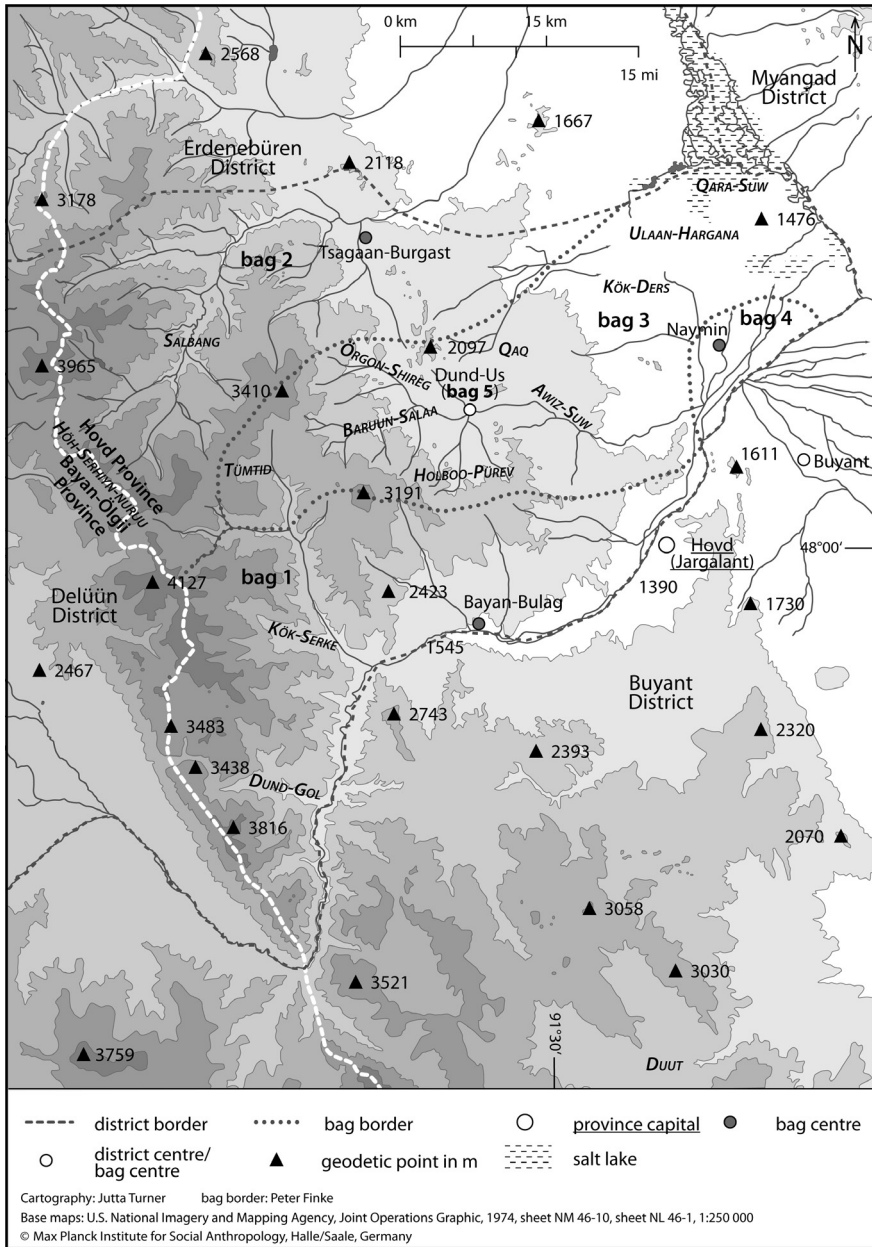 0 km 15 km
15 mi
N
2568
Myangad
District
1667
Erdenebüren
District
2118
3178
QARA-SUW
1476
ULAAN-HARGANA
Tsagaan-Burgast
bag 2
KÖK-DERS
bag 3
bag 4
Naymin
SALBANG
2097
QAQ
ORGON-SHIREG
3965
Dund-Us
(bag 5)
3410
AWIZ-SUW
BARUUN-SALAA
Hovd Province
HÖH-SERHIYN-NURUU
Bayan-Ölgii
Province
1611
Buyant
TÜMTID
HOLBOO-PÜREV
3191
48°00′
Hovd
(Jargalant)
4127
bag 1
2423
1390
Delüün
District
Bayan-Bulag
1730
KÖK-SERKE
1545
2467
Buyant
District
3483
2743
2320
2393
3438
DUND-GOL
3816
2070
3058
3521
3030
91°30′
3759
DUUT
district border bag border province capital bag centre
district centre/
bag centre
geodetic point in m salt lake
Cartography: Jutta Turner bag border: Peter Finke
Base maps: U.S. National Imagery and Mapping Agency, Joint Operations Graphic, 1974, sheet NM 46-10, sheet NL 46-1, 1:250 000
© Max Planck Institute for Social Anthropology, Halle/Saale, Germany